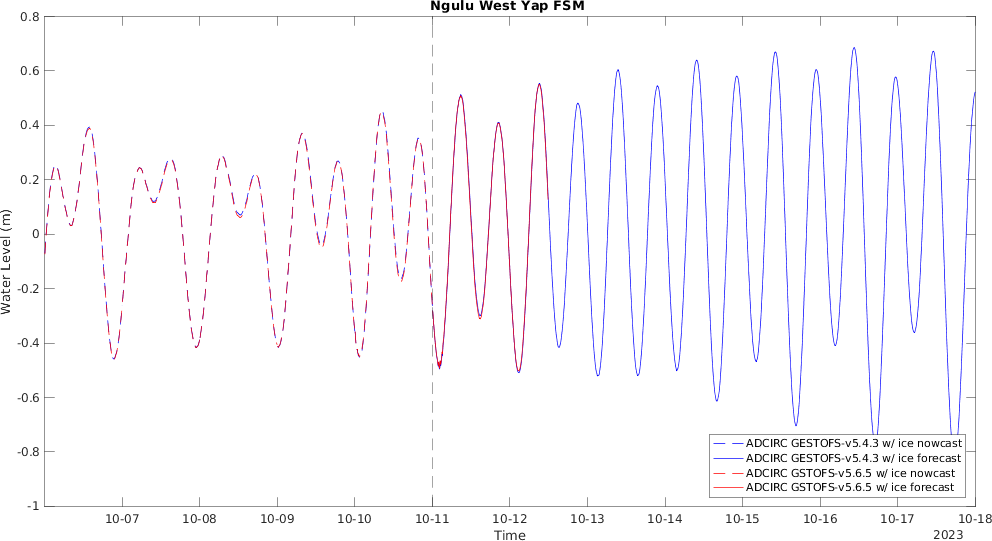 Ngulu West Yap FSM
0.8
0.6
0.4
0.2
0
-0.2
-0.4
-0.6
-0.8
-1
Water Level (m)
ADCIRC GESTOFS-v5.4.3 w/ ice nowcast
ADCIRC GESTOFS-v5.4.3 w/ ice forecast
ADCIRC GSTOFS-v5.6.5 w/ ice nowcast
ADCIRC GSTOFS-v5.6.5 w/ ice forecast
10-07 10-08 10-09 10-10 10-11 10-12 10-13 10-14 10-15 10-16 10-17 10-18
Time
2023